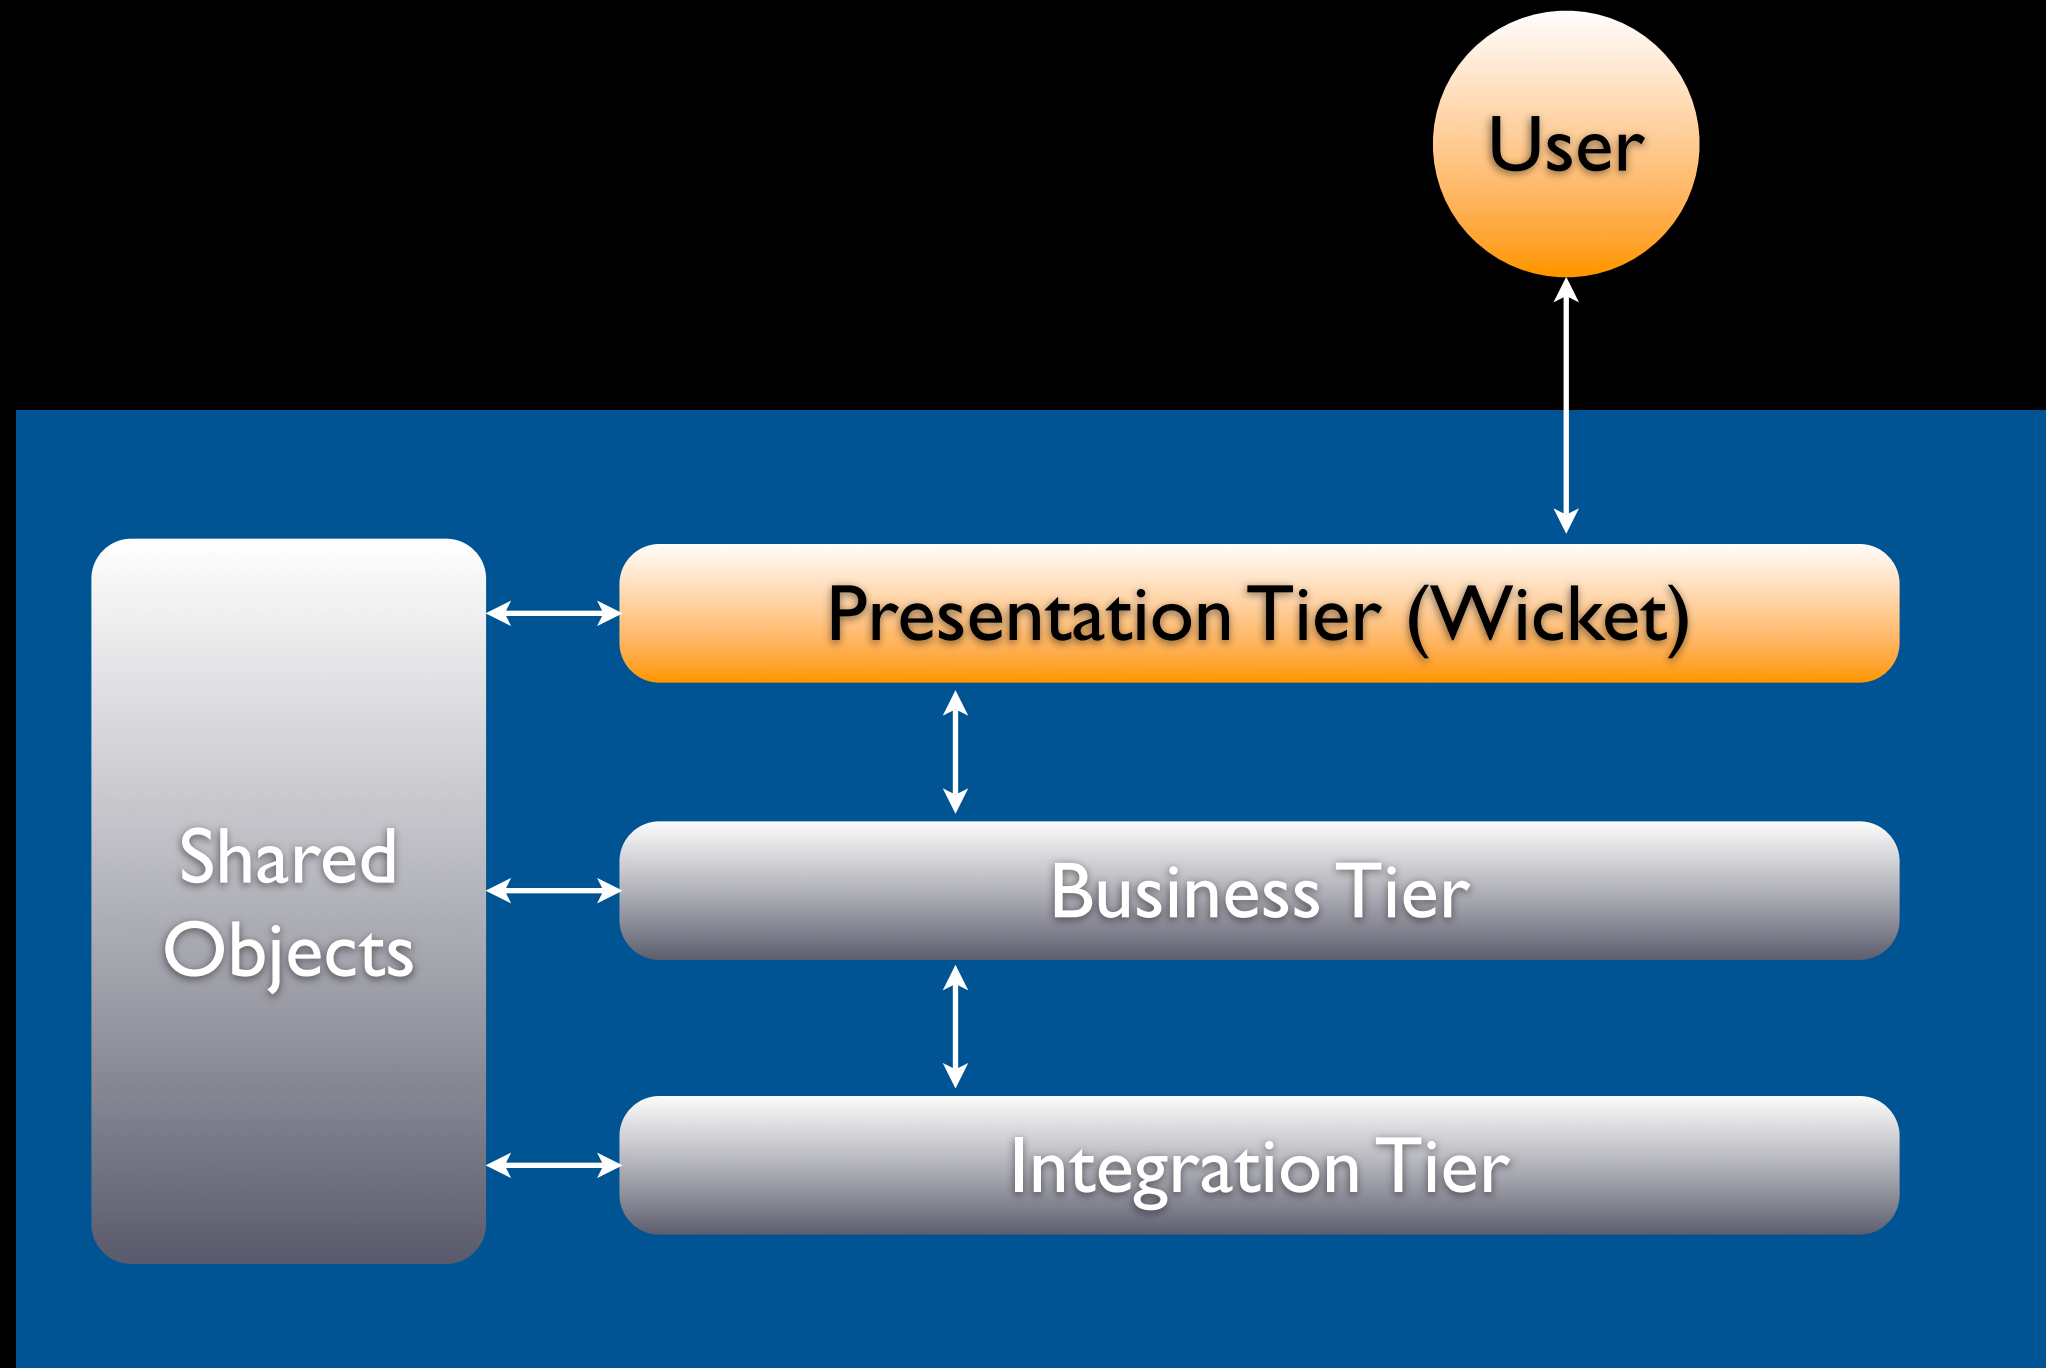 User
Presentation Tier (Wicket)
Shared
Objects
Business Tier
Integration Tier